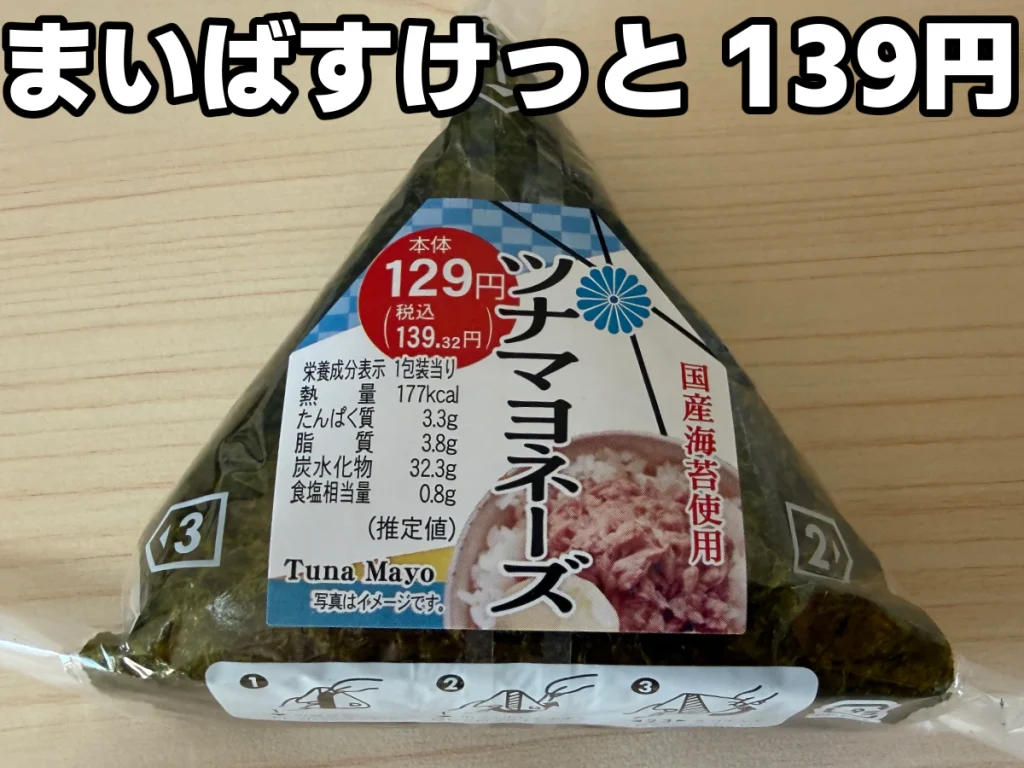 まいばすけっと 139円
本体
129円
(税込
139.32円)
ツナマヨネーズ
国産海苔使用
栄養成分表示 1包装当り
熱量 177kcal
たんぱく質 3.3g
脂質 3.8g
炭水化物 32.3g
食塩相当量 0.8g
(推定値)
Tuna Mayo
写真はイメージです。
3
2
1
2
3